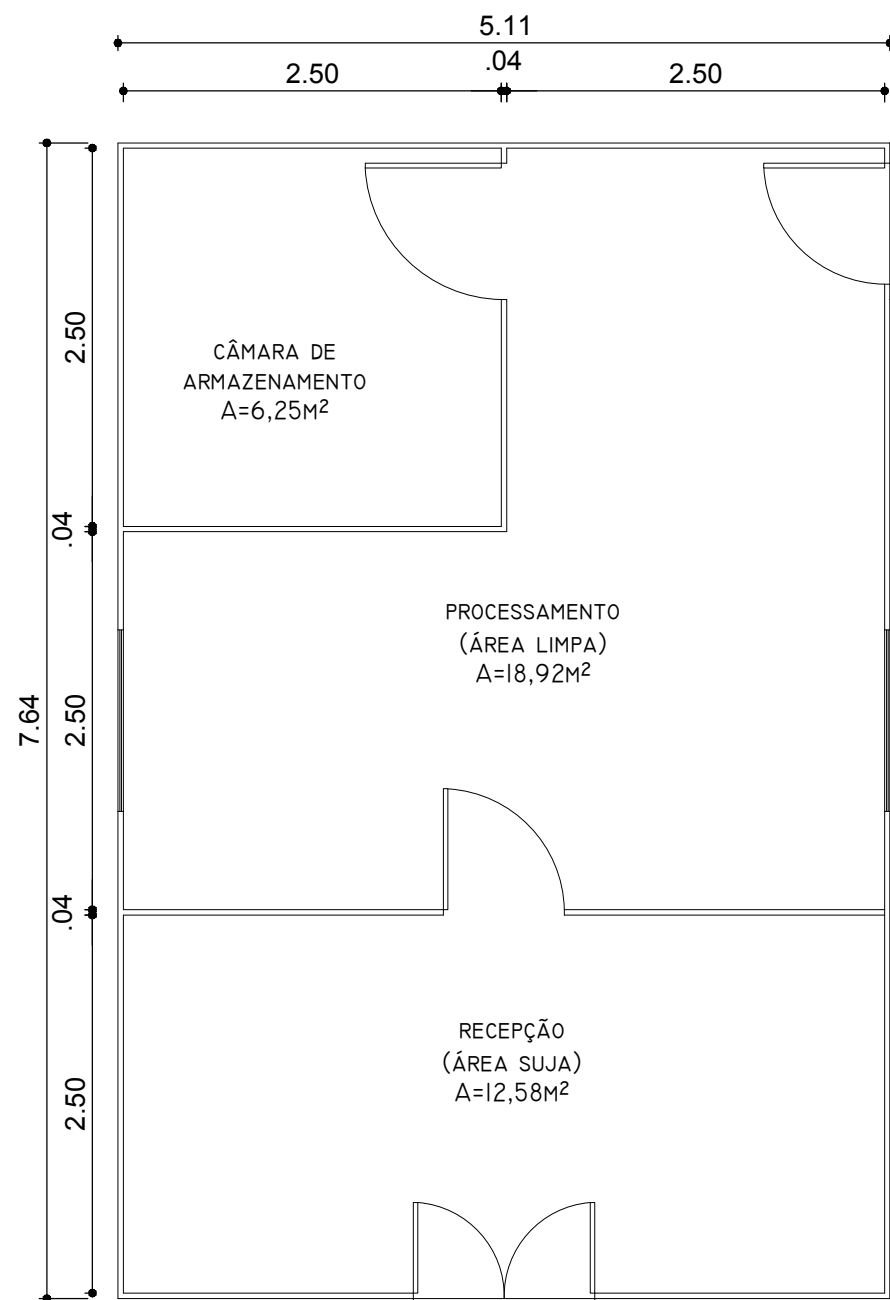 5.11
2.50 .04 2.50
2.50
CÂMARA DE
ARMAZENAMENTO
A=6,25M²
.04
PROCESSAMENTO
(ÁREA LIMPA)
A=18,92M²
7.64
2.50
.04
RECEPÇÃO
(ÁREA SUJA)
A=12,58M²
2.50